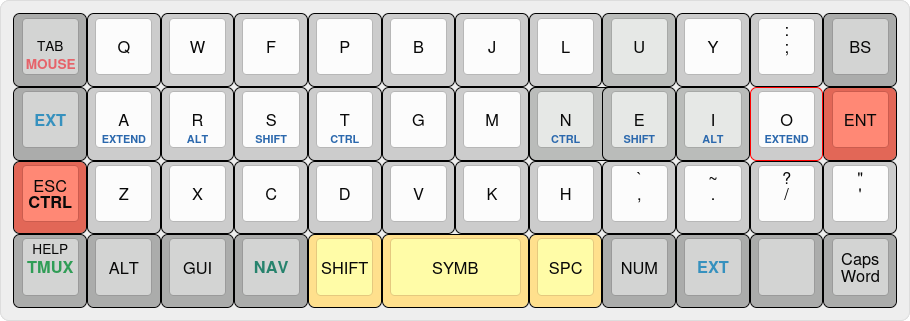 TAB Q W F P B J L U Y : BS
MOUSE ;
EXT A R S T G M N E I O ENT
EXTEND ALT SHIFT CTRL CTRL SHIFT ALT EXTEND
ESC Z X C D V K H ` ~ ? "
CTRL , . / '
HELP ALT GUI NAV SHIFT SYMB SPC NUM EXT Caps
TMUX Word